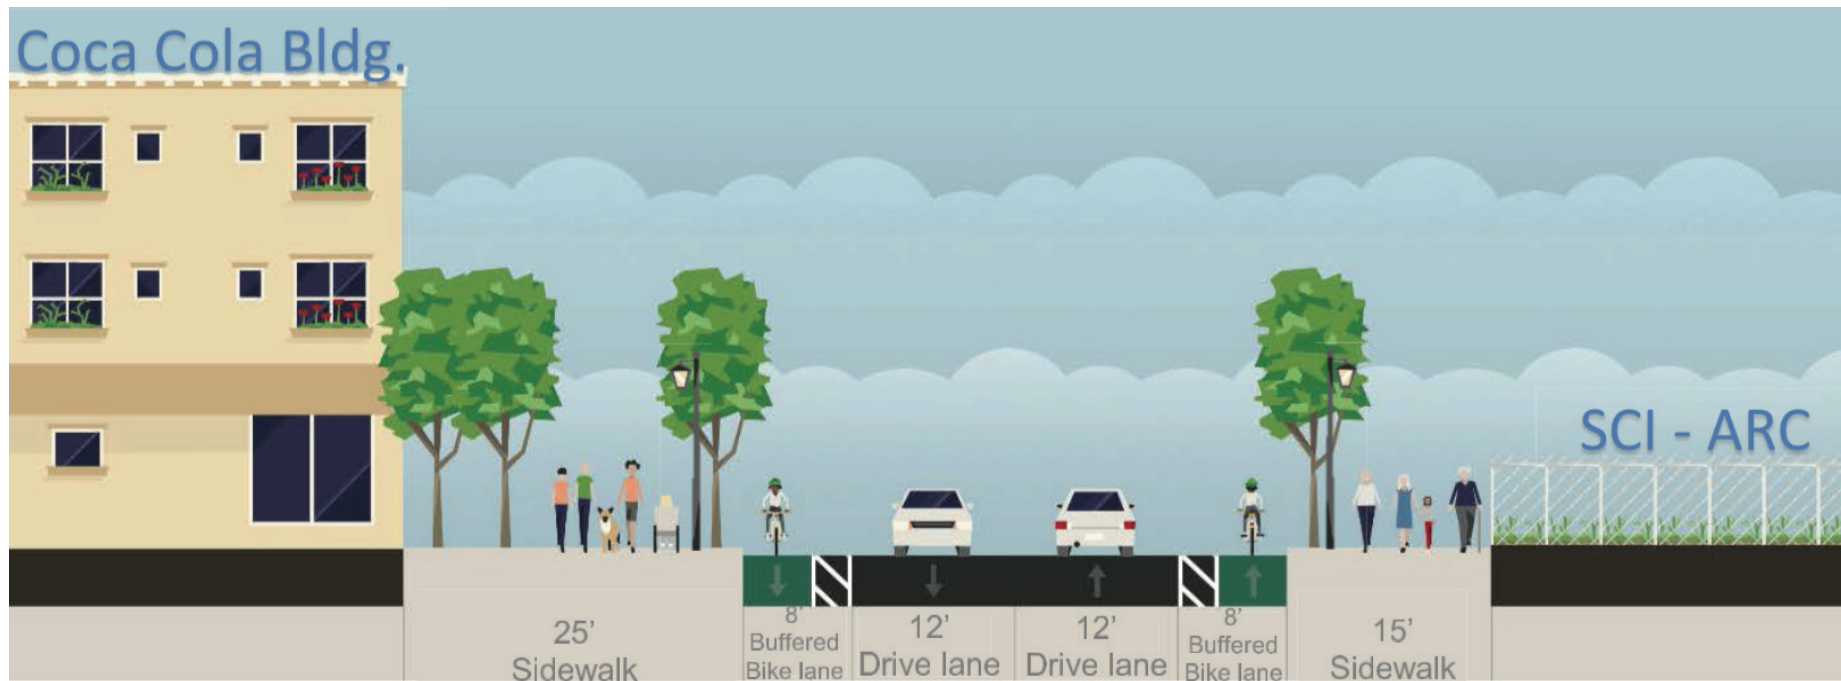 Coca Cola Bldg.
SCI - ARC
25’
Sidewalk
8’
Buffered
Bike lane
12’
Drive lane
12’
Drive lane
8’
Buffered
Bike lane
15’
Sidewalk